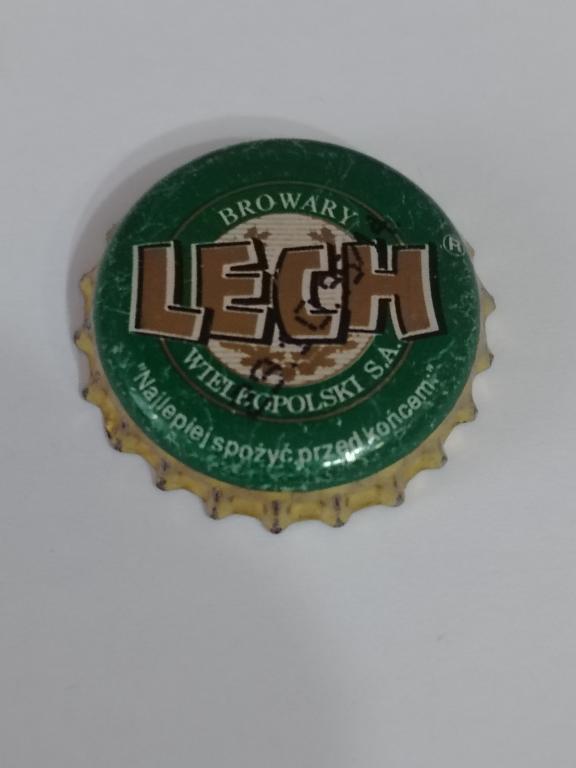 BROWARY
LECH ®
WIELKOPOLSKI S.A.
"Najlepiej spożyć przed końcem:"